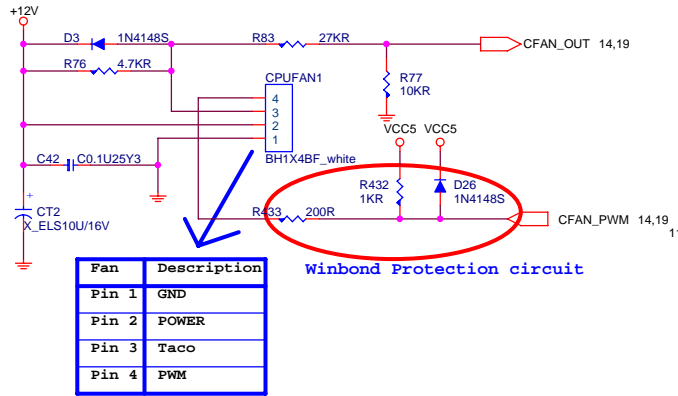 +12V
D3 1N4148S R83 27KR
CFAN_OUT 14,19
R76 4.7KR
CPUFAN1
R77
10KR
4
3
2
1
VCC5 VCC5
C42 C0.1U25Y3
BH1X4BF_white
R432
1KR
D26
1N4148S
+
CT2
X_ELS10U/16V
R433 200R
CFAN_PWM 14,19
1
Fan Description
Pin 1 GND
Pin 2 POWER
Pin 3 Taco
Pin 4 PWM
Winbond Protection circuit